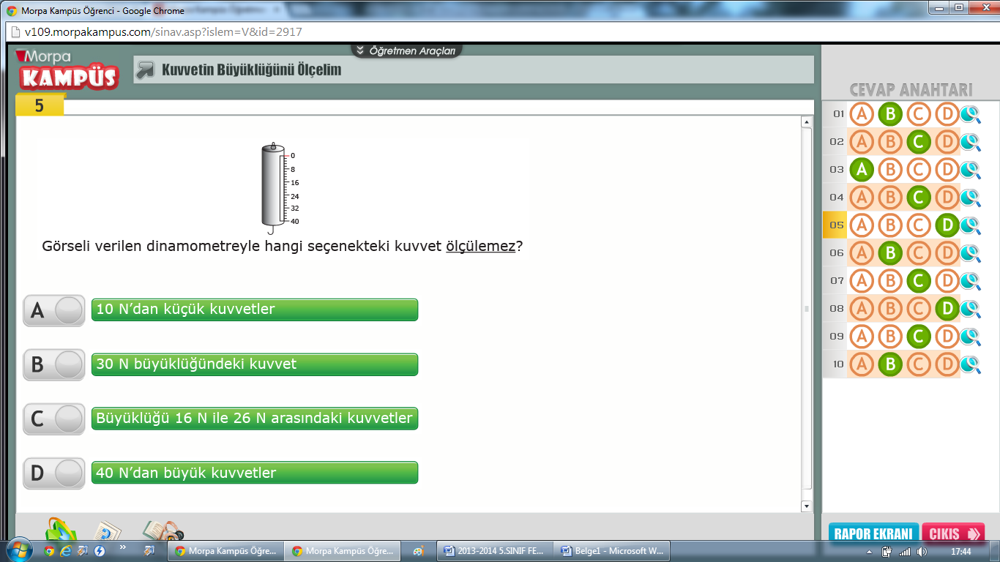 Morpa Kampüs Öğrenci - Google Chrome
v109.morpakampus.com/sinav.asp?islem=V&id=2917
Öğretmen Araçları
Morpa
KAMPÜS
Kuvvetin Büyüklüğünü Ölçelim
5
0
8
16
24
32
40
Görseli verilen dinamometreyle hangi seçenekteki kuvvet ölçülemez?
A 10 N’dan küçük kuvvetler
B 30 N büyüklüğündeki kuvvet
C Büyüklüğü 16 N ile 26 N arasındaki kuvvetler
D 40 N’dan büyük kuvvetler
CEVAP ANAHTARI
01 A B C D
02 A B C D
03 A B C D
04 A B C D
05 A B C D
06 A B C D
07 A B C D
08 A B C D
09 A B C D
10 A B C D
RAPOR EKRANI
ÇIKIŞ
Morpa Kampüs Öğre...
Morpa Kampüs Öğre...
2013-2014 5.SINIF FE...
Belge1 - Microsoft W...
17:44